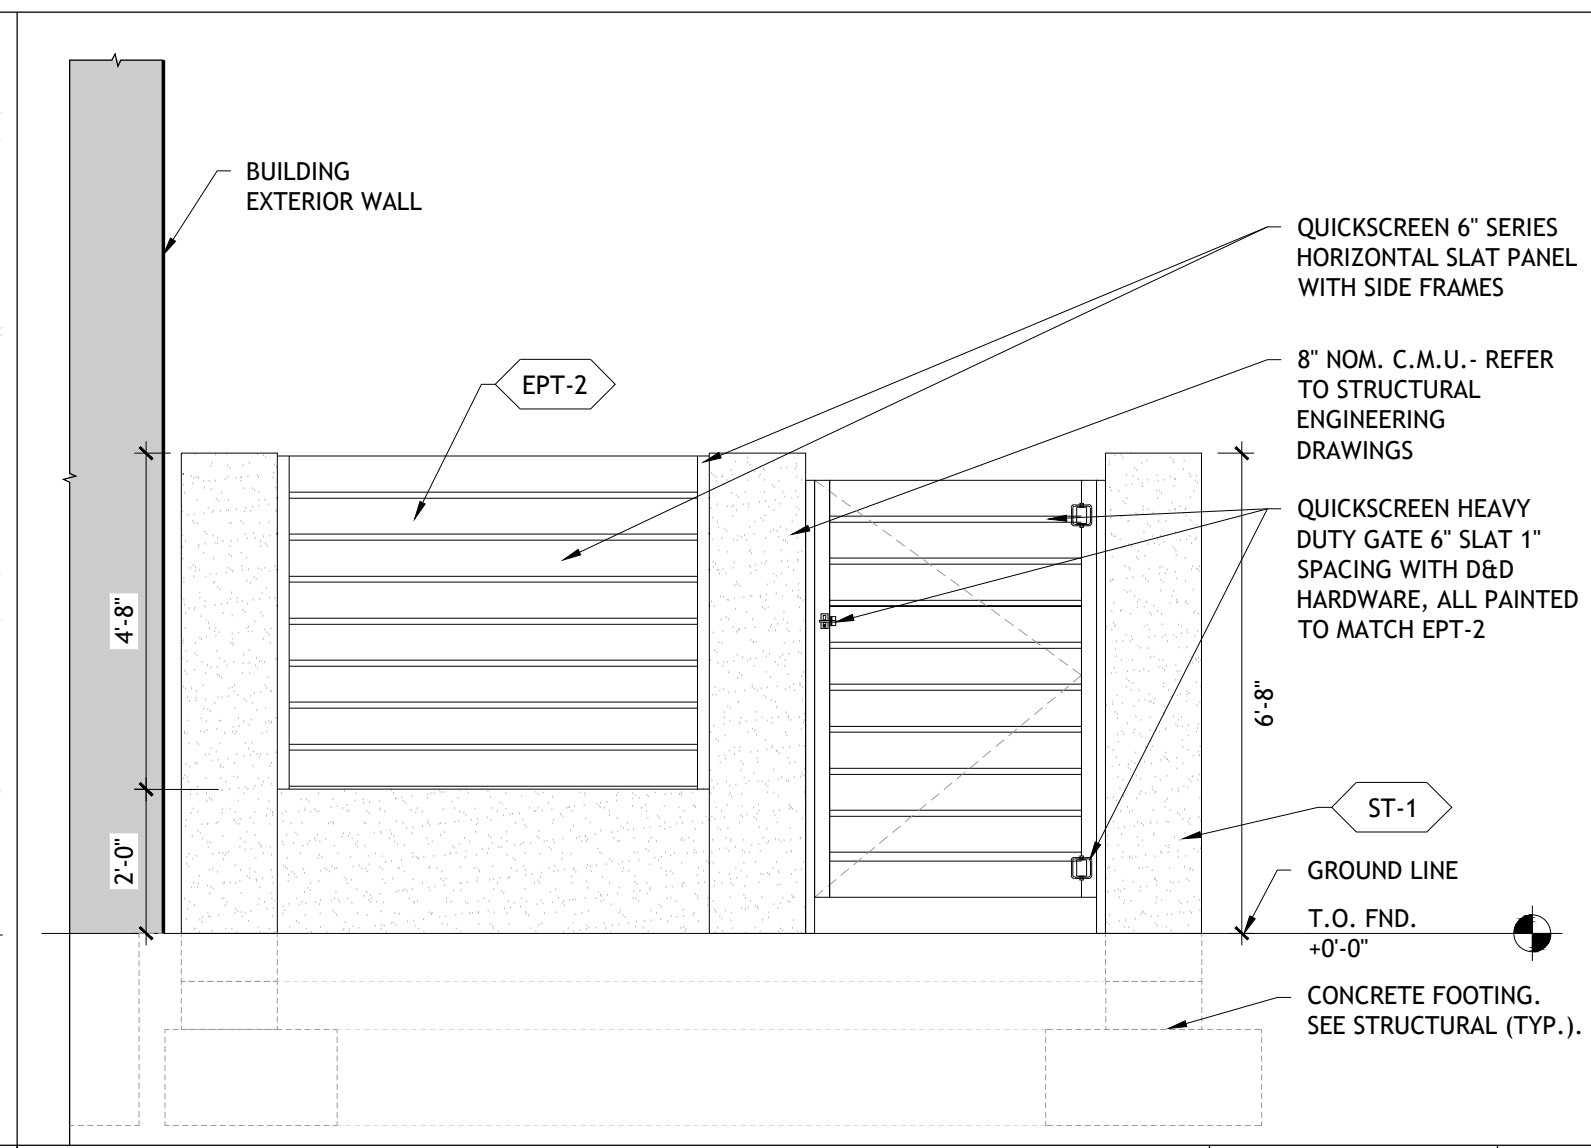 BUILDING
EXTERIOR WALL
QUICKSCREEN 6" SERIES
HORIZONTAL SLAT PANEL
WITH SIDE FRAMES
8" NOM. C.M.U.- REFER
TO STRUCTURAL
ENGINEERING
DRAWINGS
EPT-2
QUICKSCREEN HEAVY
DUTY GATE 6" SLAT 1"
SPACING WITH D&D
HARDWARE, ALL PAINTED
TO MATCH EPT-2
4'-8"
6'-8"
ST-1
2'-0"
GROUND LINE
T.O. FND.
+0'-0"
CONCRETE FOOTING.
SEE STRUCTURAL (TYP.).